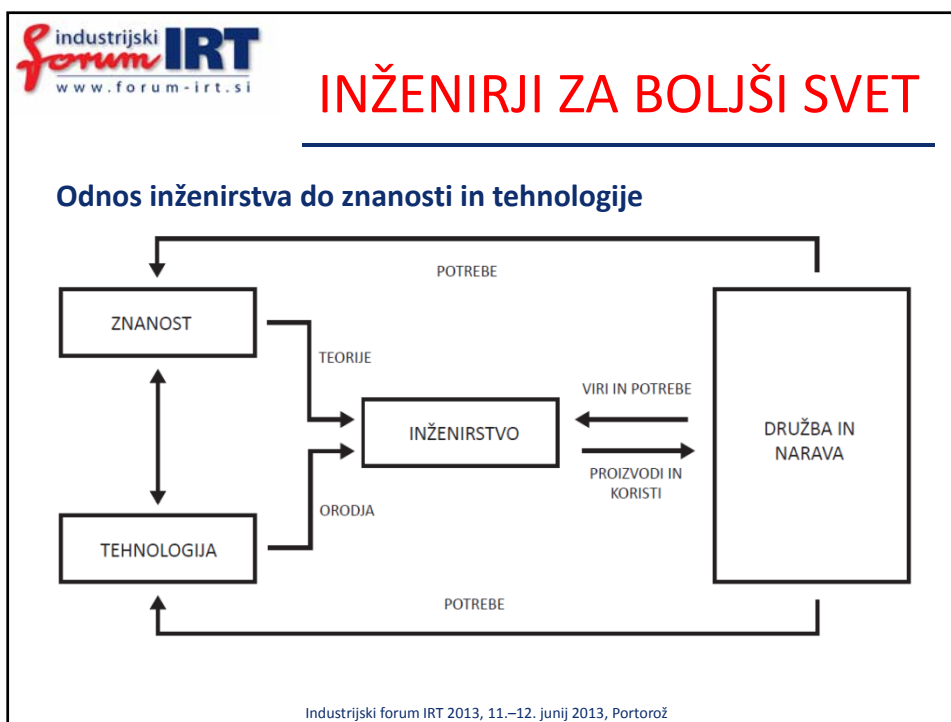 industrijski
forum IRT
www.forum-irt.si
INŽENIRJI ZA BOLJŠI SVET
Odnos inženirstva do znanosti in tehnologije
POTREBE
ZNANOST
TEORIJE
VIRI IN POTREBE
INŽENIRSTVO
DRUŽBA IN
NARAVA
PROIZVODI IN
KORISTI
ORODJA
TEHNOLOGIJA
POTREBE
Industrijski forum IRT 2013, 11.–12. junij 2013, Portorož